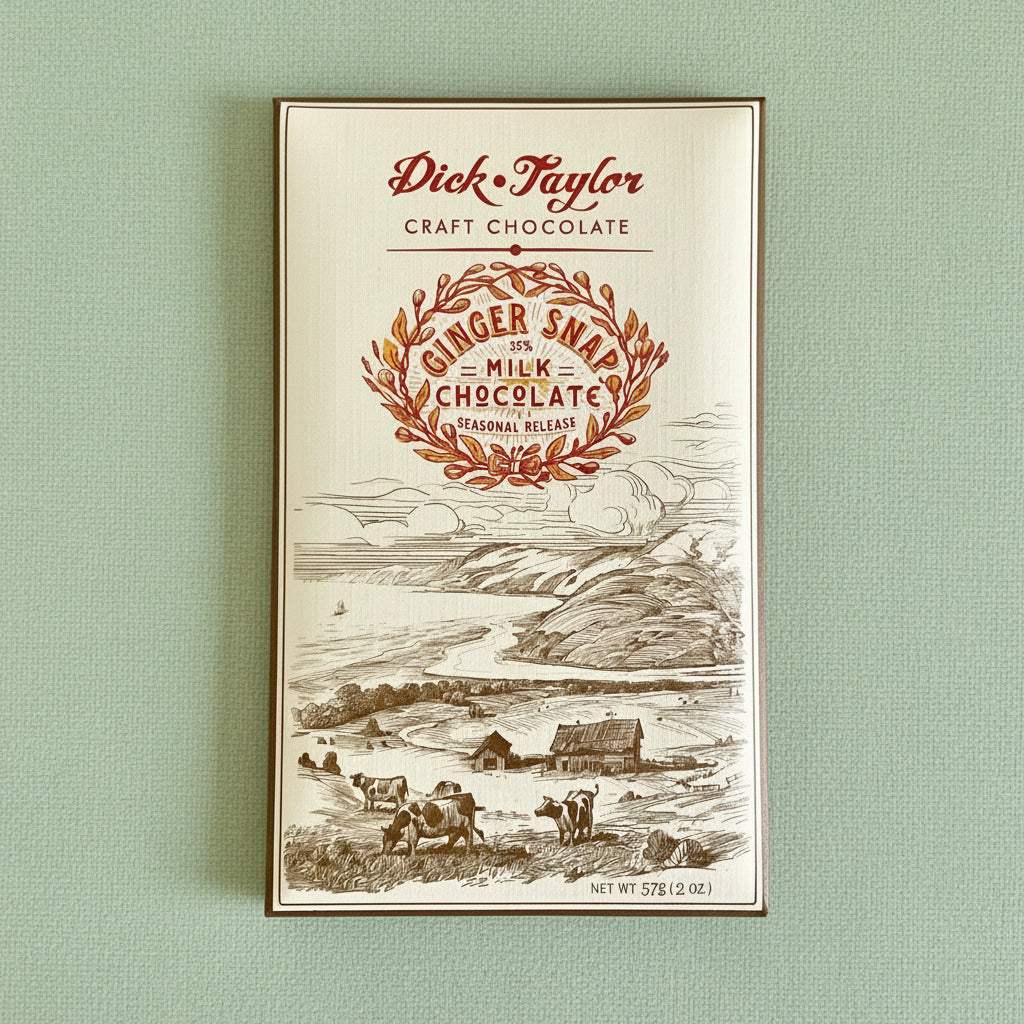 Dick • Taylor
CRAFT CHOCOLATE
GINGER SNAP
35%
MILK
CHOCOLATE
SEASONAL RELEASE
NET WT 57g (2 OZ)